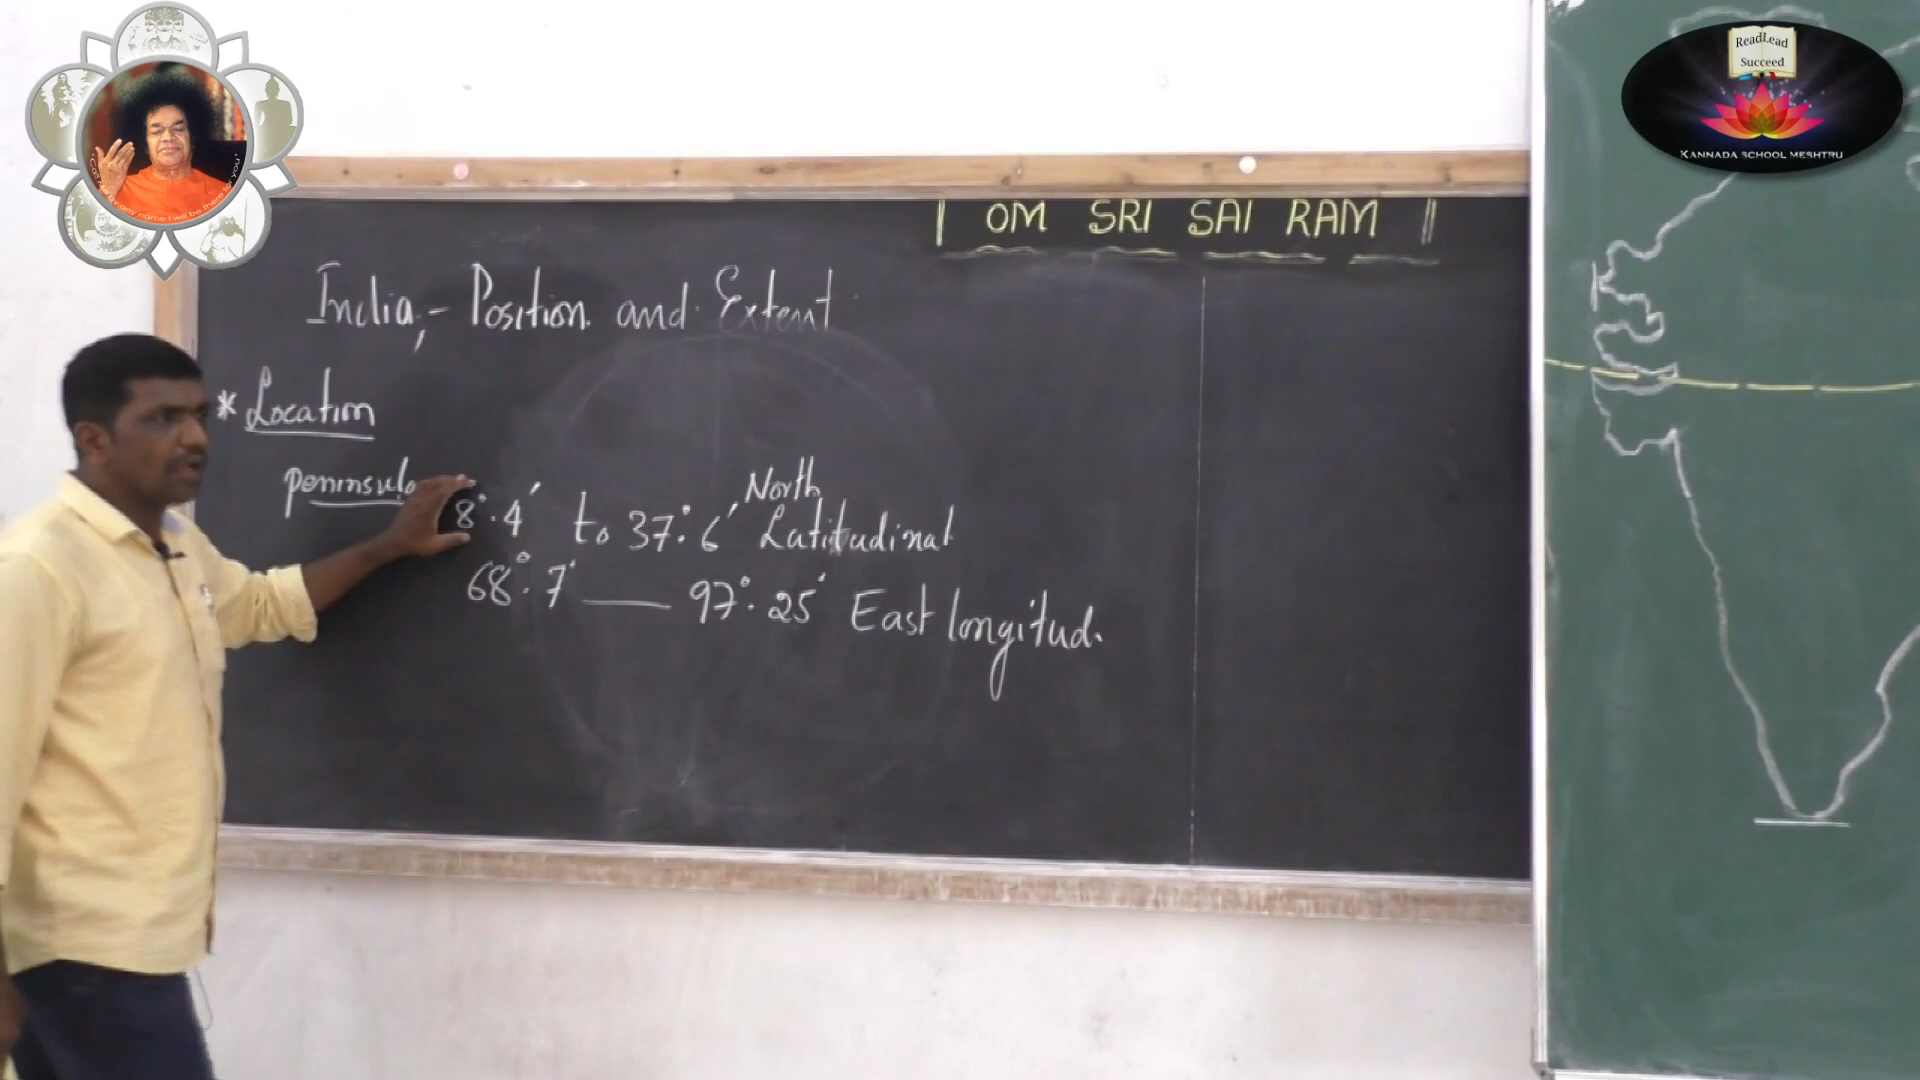 ReadLead
Succeed
KANNADA SCHOOL MESHTRU
| OM SRI SAI RAM ||
India,- Position and Extent
* Location
Peninsula
8°.4' to 37°.6' North Latitudinal
68°.7' — 97°.25' East longitud.